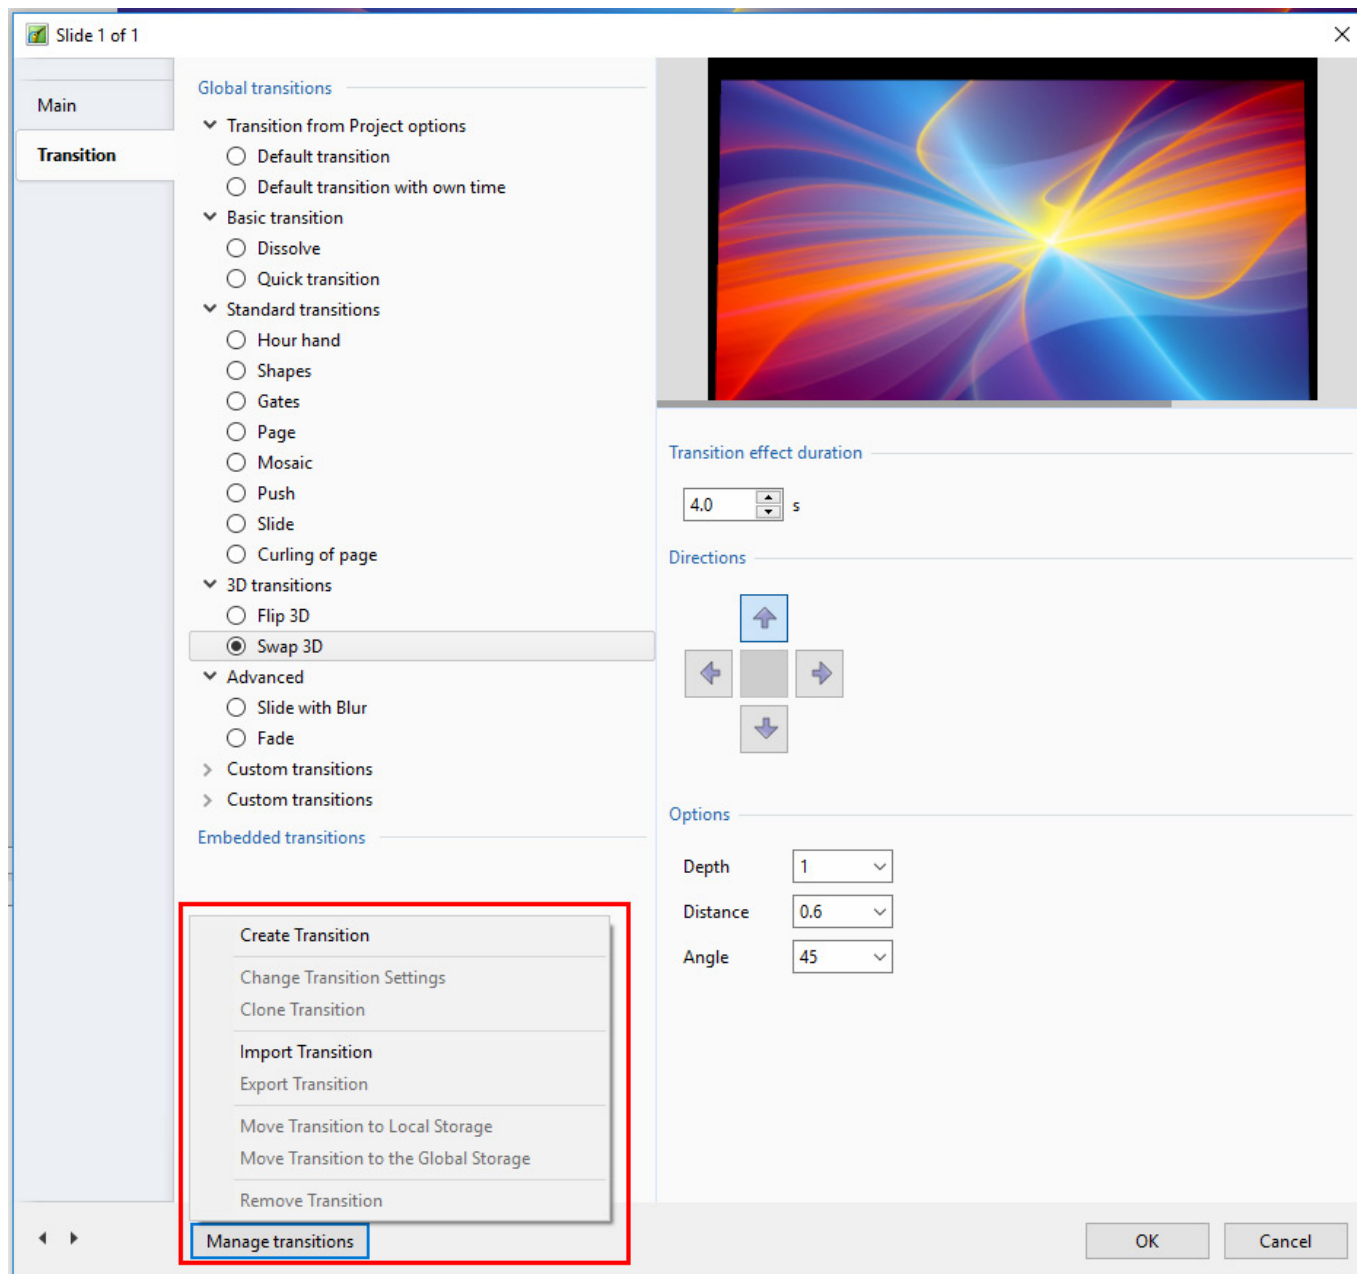 Slide 1 of 1
Main
Transition
Global transitions
Transition from Project options
Default transition
Default transition with own time
Basic transition
Dissolve
Quick transition
Standard transitions
Hour hand
Shapes
Gates
Page
Mosaic
Push
Slide
Curling of page
3D transitions
Flip 3D
Swap 3D
Advanced
Slide with Blur
Fade
Custom transitions
Custom transitions
Embedded transitions
Create Transition
Change Transition Settings
Clone Transition
Import Transition
Export Transition
Move Transition to Local Storage
Move Transition to the Global Storage
Remove Transition
Manage transitions
Transition effect duration
4.0 s
Directions
Options
Depth 1
Distance 0.6
Angle 45
OK Cancel